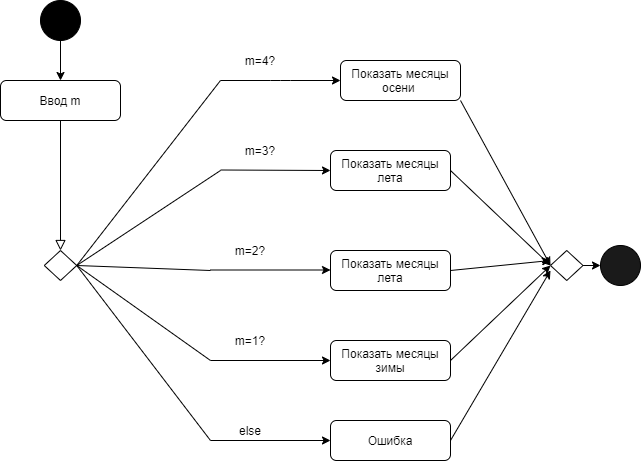 m=4?
Показать месяцы
осени
Ввод m
m=3?
Показать месяцы
лета
m=2?
Показать месяцы
лета
m=1?
Показать месяцы
зимы
else
Ошибка